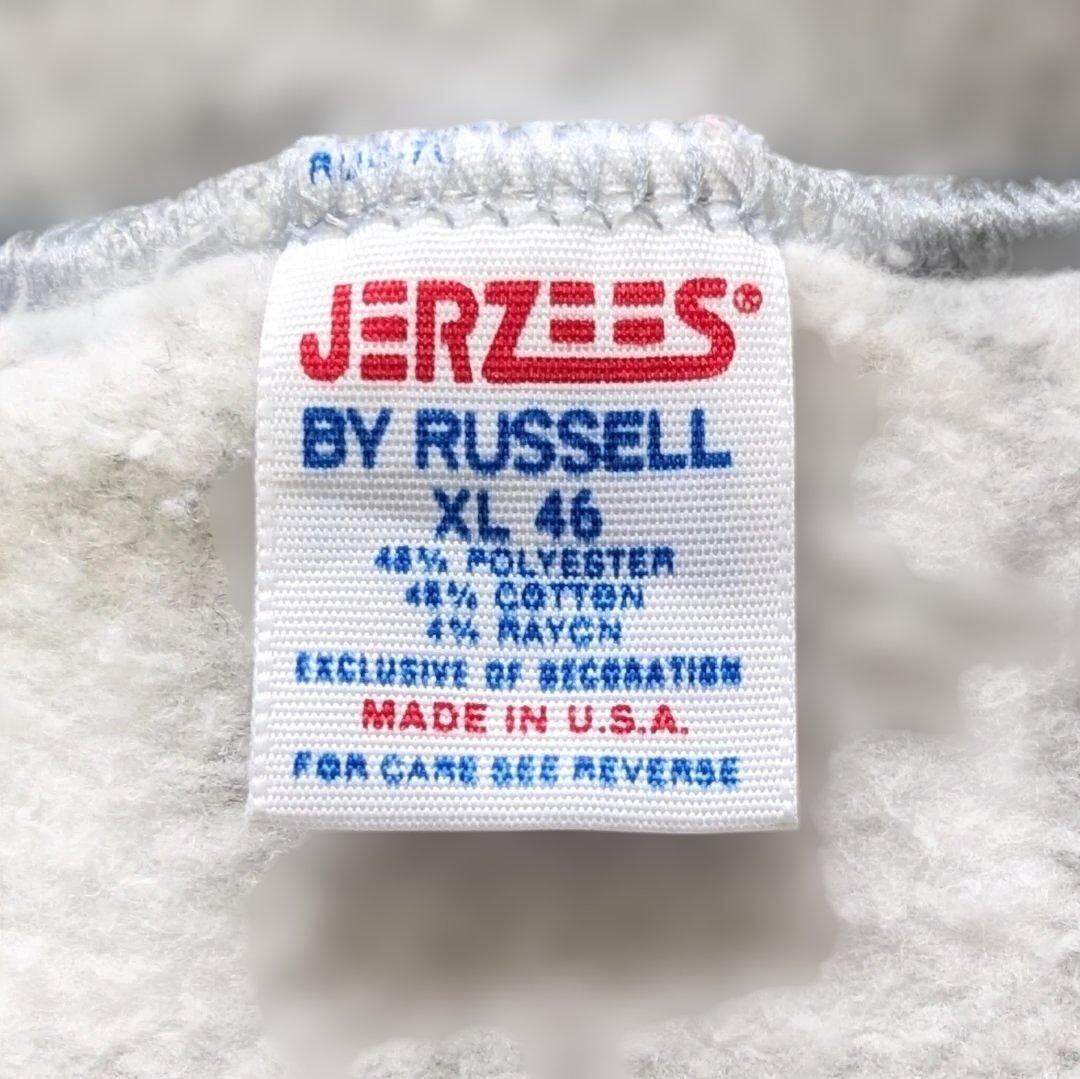 JERZEES®
BY RUSSELL
XL 46
48% POLYESTER
48% COTTON
4% RAYON
EXCLUSIVE OF DECORATION
MADE IN U.S.A.
FOR CARE SEE REVERSE